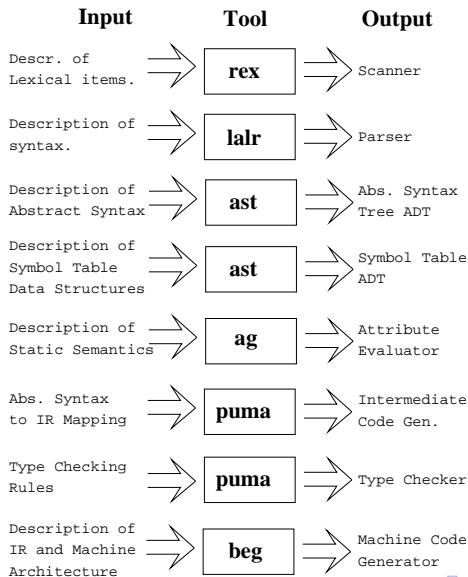 Input Tool Output
Descr. of
Lexical items.
rex
Scanner
Description of
syntax.
lalr
Parser
Description of
Abstract Syntax
ast
Abs. Syntax
Tree ADT
Description of
Symbol Table
Data Structures
ast
Symbol Table
ADT
Description of
Static Semantics
ag
Attribute
Evaluator
Abs. Syntax
to IR Mapping
puma
Intermediate
Code Gen.
Type Checking
Rules
puma
Type Checker
Description of
IR and Machine
Architecture
beg
Machine Code
Generator